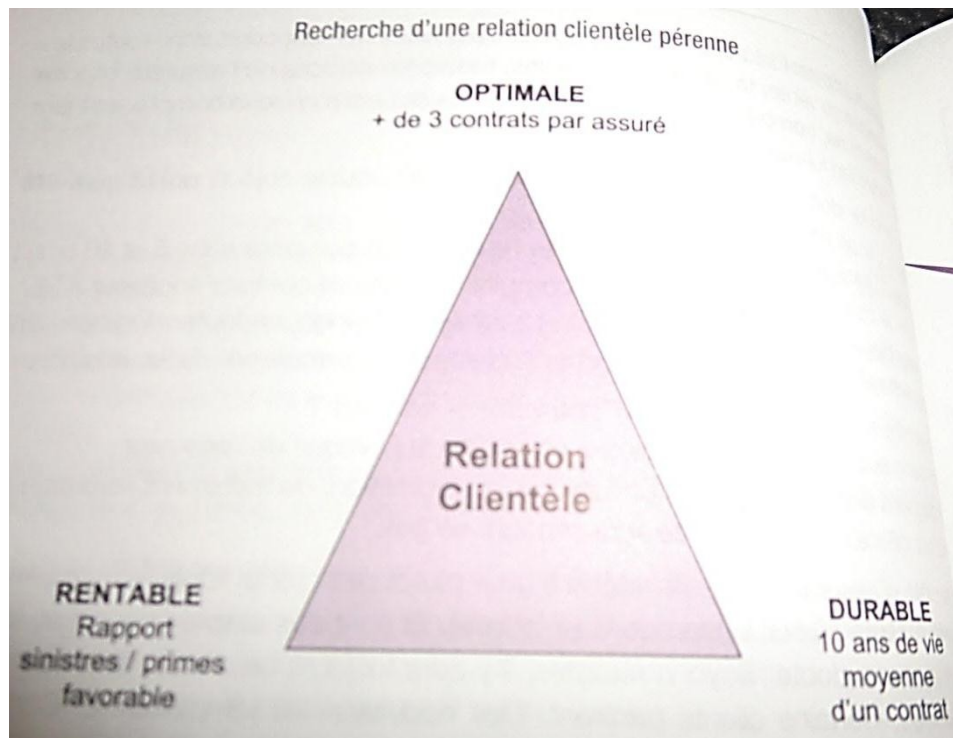 Recherche d'une relation clientèle pérenne
OPTIMALE
+ de 3 contrats par assuré
Relation
Clientèle
RENTABLE
Rapport
sinistres / primes
favorable
DURABLE
10 ans de vie
moyenne
d'un contrat